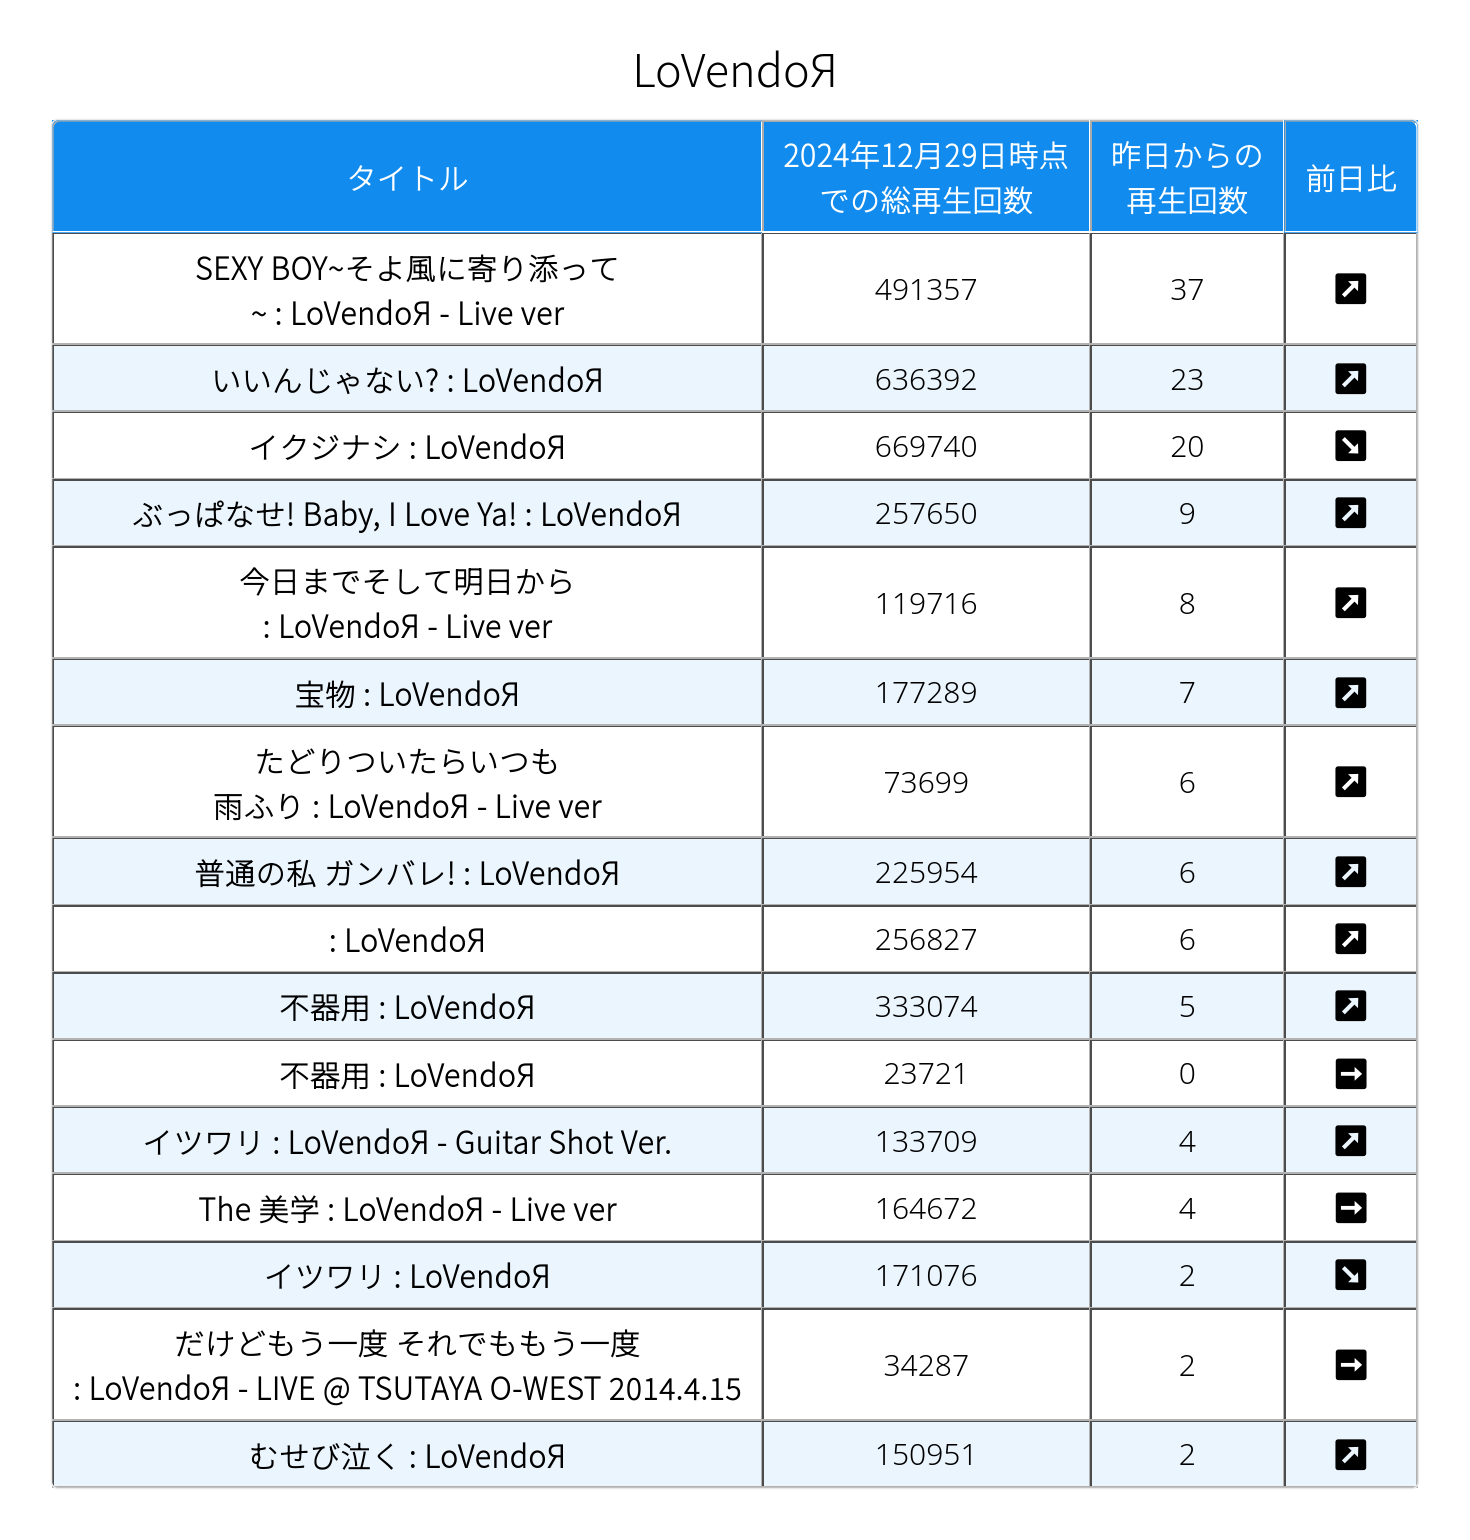 LoVendoЯ
タイトル
2024年12月29日時点
での総再生回数
昨日からの
再生回数
前日比
SEXY BOY~そよ風に寄り添って
~ : LoVendoЯ - Live ver
491357
37
いいんじゃない? : LoVendoЯ
636392
23
イクジナシ : LoVendoЯ
669740
20
ぶっぱなせ! Baby, I Love Ya! : LoVendoЯ
257650
9
今日までそして明日から
: LoVendoЯ - Live ver
119716
8
宝物 : LoVendoЯ
177289
7
たどりついたらいつも
雨ふり : LoVendoЯ - Live ver
73699
6
普通の私 ガンバレ! : LoVendoЯ
225954
6
: LoVendoЯ
256827
6
不器用 : LoVendoЯ
333074
5
不器用 : LoVendoЯ
23721
0
イツワリ : LoVendoЯ - Guitar Shot Ver.
133709
4
The 美学 : LoVendoЯ - Live ver
164672
4
イツワリ : LoVendoЯ
171076
2
だけどもう一度 それでももう一度
: LoVendoЯ - LIVE @ TSUTAYA O-WEST 2014.4.15
34287
2
むせび泣く : LoVendoЯ
150951
2